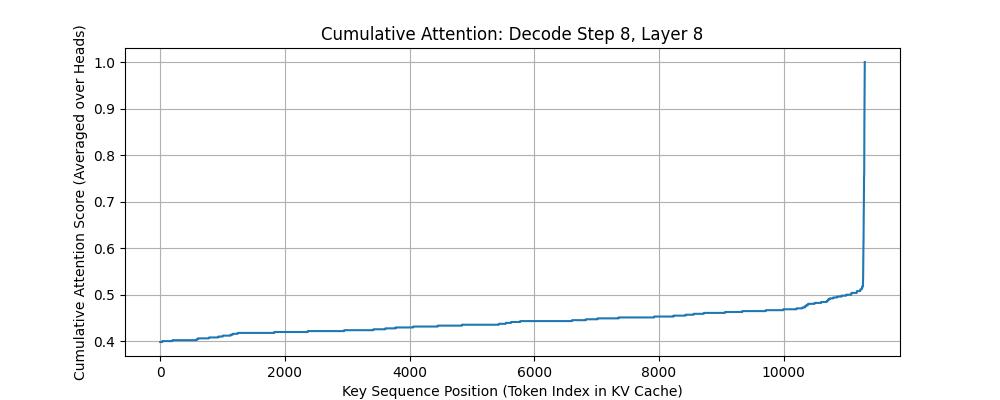 Cumulative Attention: Decode Step 8, Layer 8
Cumulative Attention Score (Averaged over Heads)
1.0
0.9
0.8
0.7
0.6
0.5
0.4
0 2000 4000 6000 8000 10000
Key Sequence Position (Token Index in KV Cache)